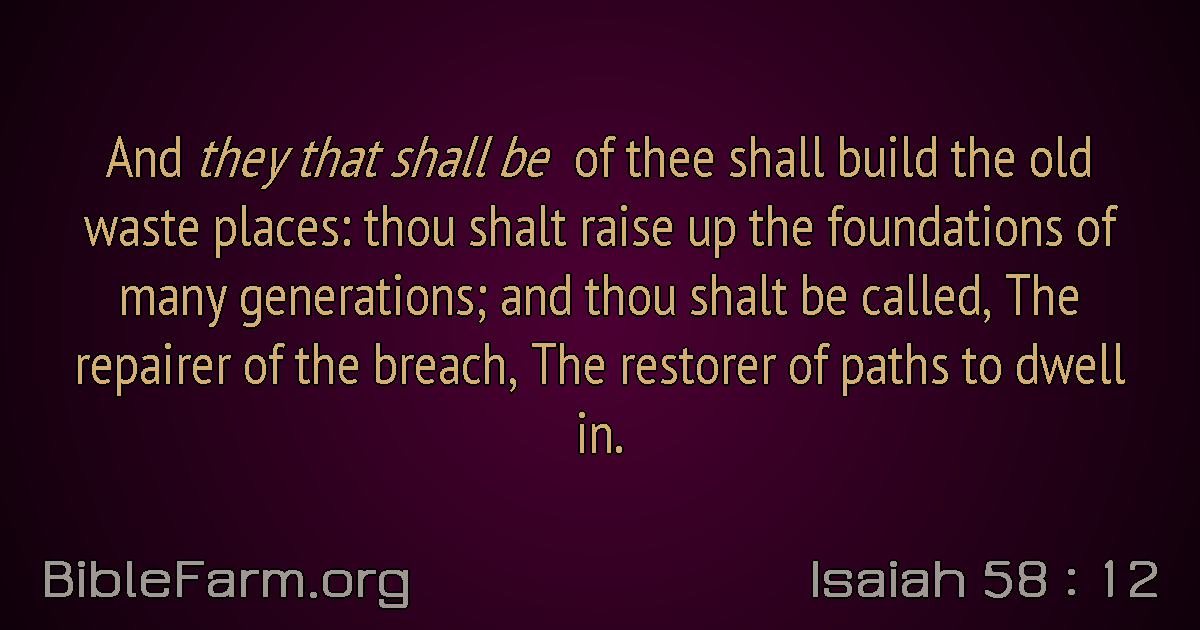 And they that shall be of thee shall build the old
waste places: thou shalt raise up the foundations of
many generations; and thou shalt be called, The
repairer of the breach, The restorer of paths to dwell
in.
BibleFarm.org
Isaiah 58 : 12